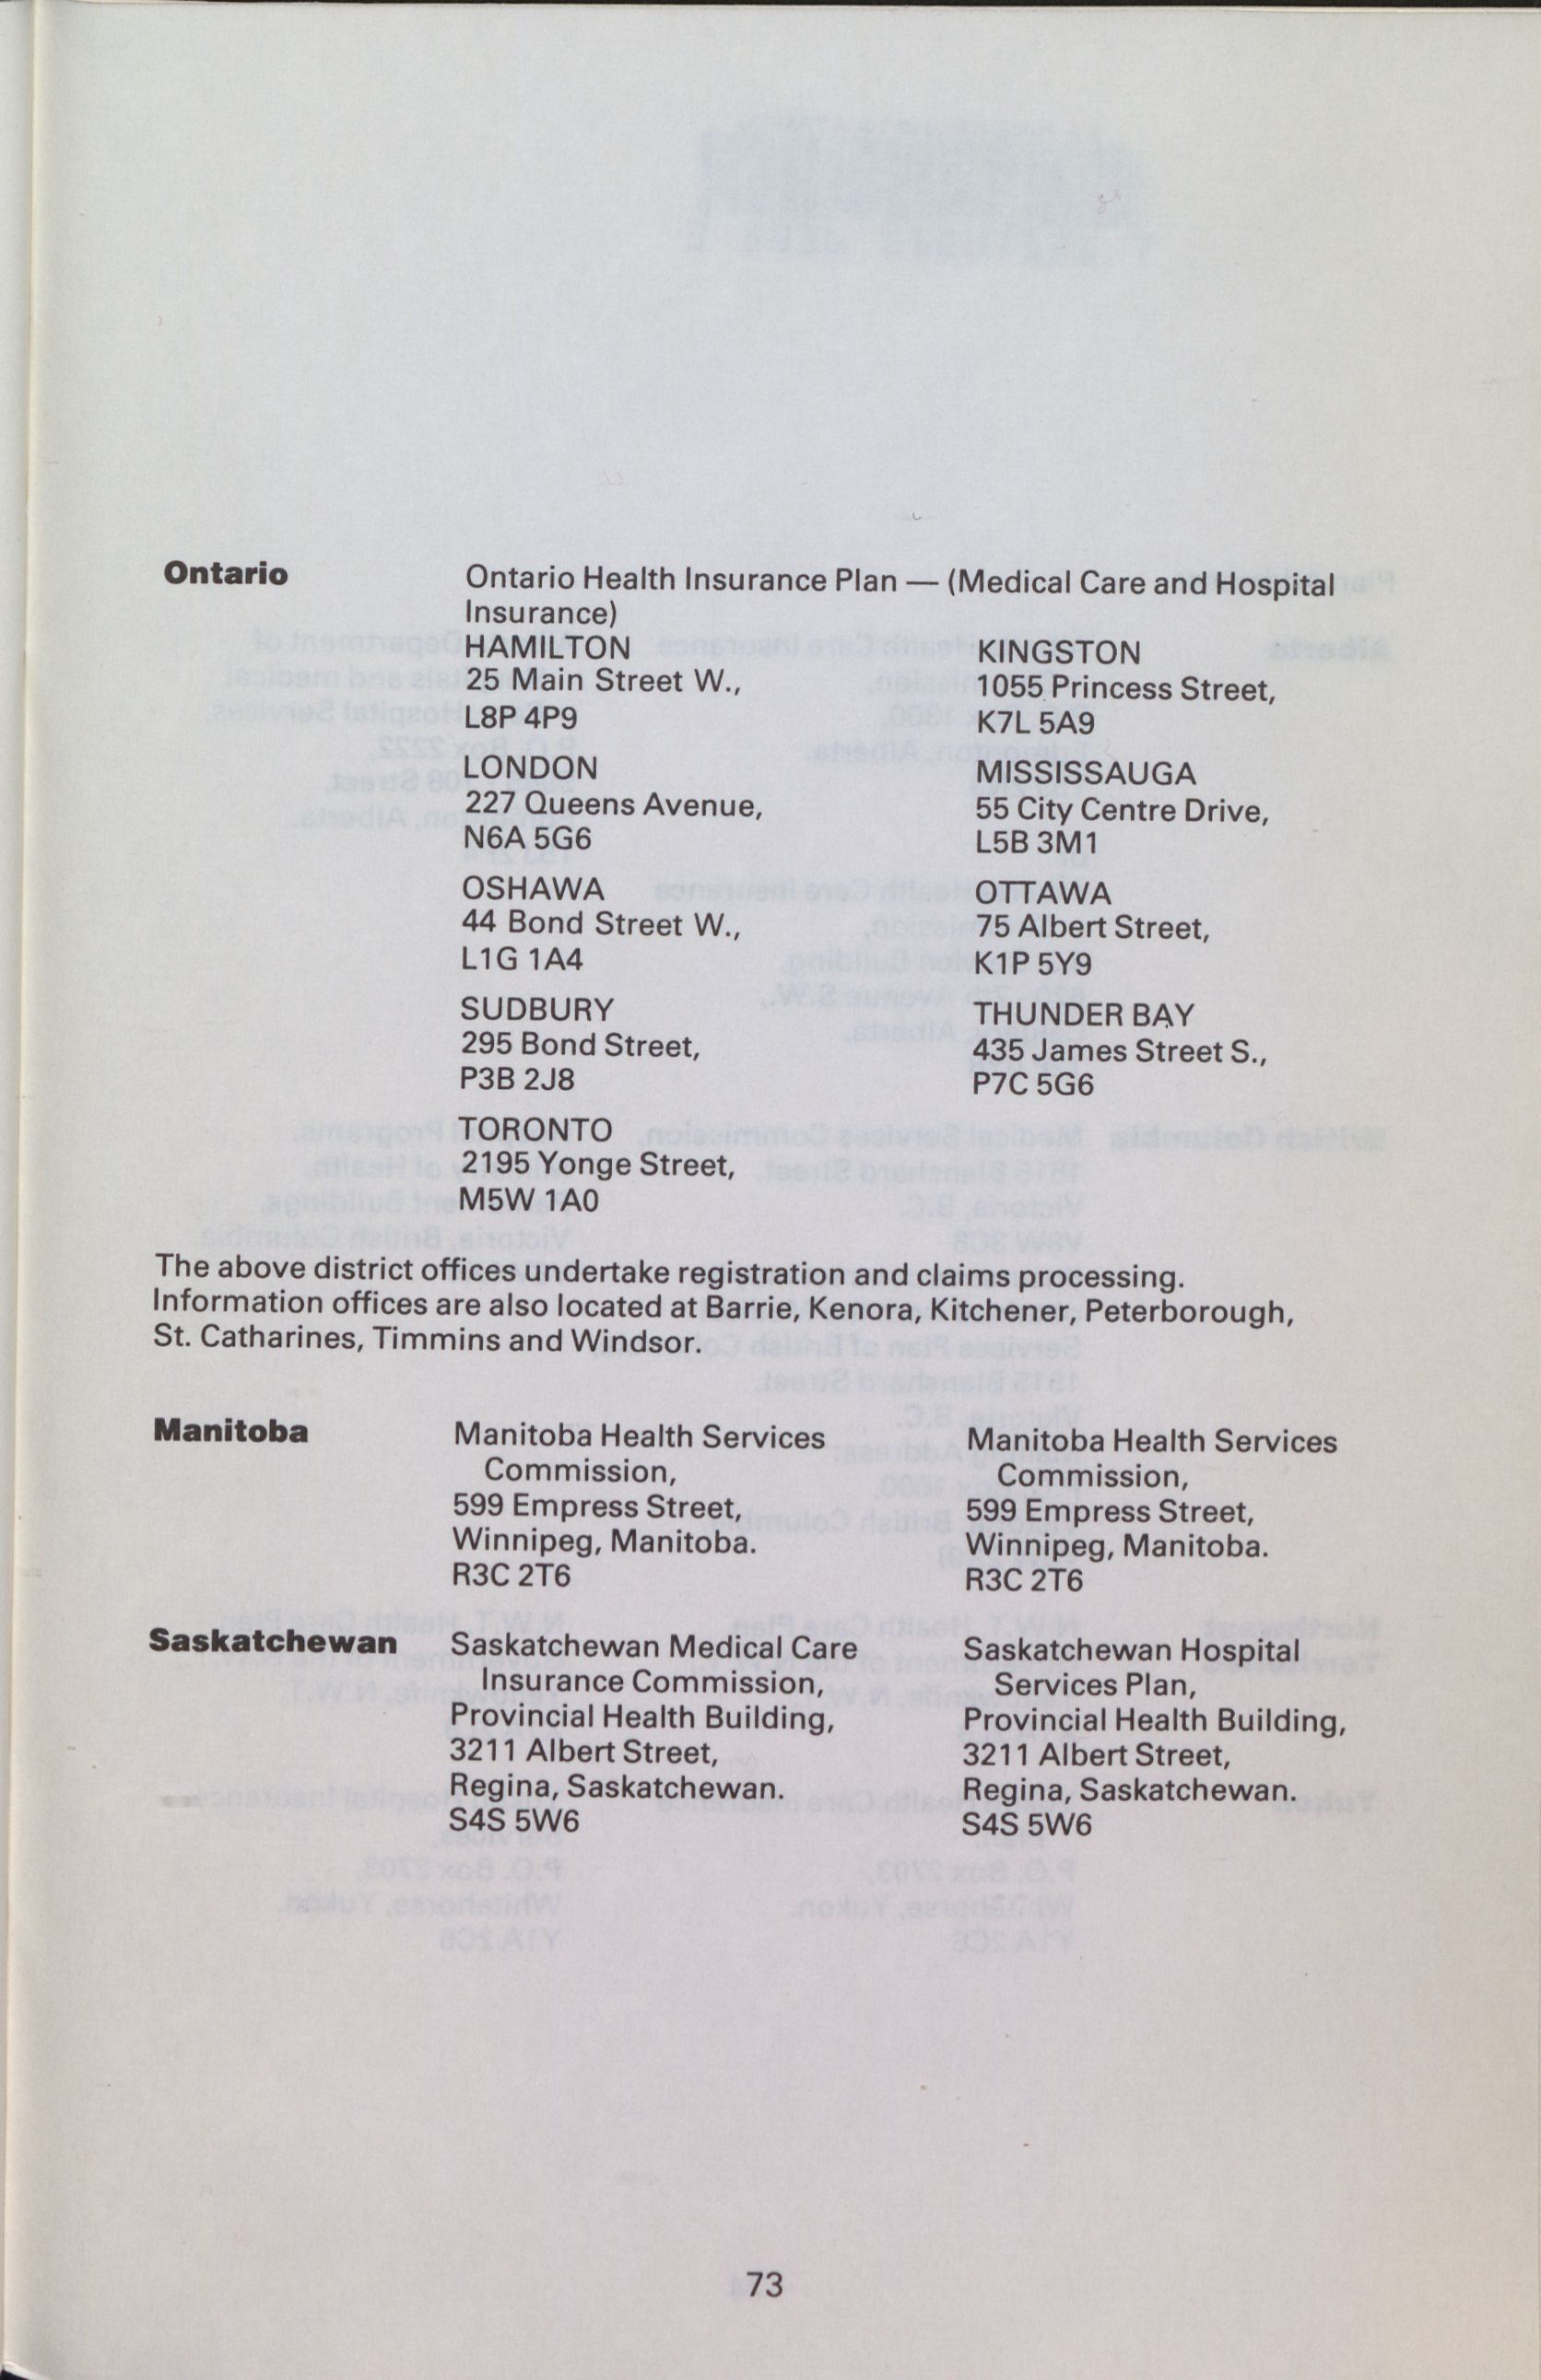 Ontario
Ontario Health Insurance Plan — (Medical Care and Hospital
Insurance)
HAMILTON
25 Main Street W.,
L8P 4P9
KINGSTON
1055 Princess Street,
K7L 5A9
LONDON
227 Queens Avenue,
N6A 5G6
MISSISSAUGA
55 City Centre Drive,
L5B 3M1
OSHAWA
44 Bond Street W.,
L1G 1A4
OTTAWA
75 Albert Street,
K1P 5Y9
SUDBURY
295 Bond Street,
P3B 2J8
THUNDER BAY
435 James Street S.,
P7C 5G6
TORONTO
2195 Yonge Street,
M5W 1A0
The above district offices undertake registration and claims processing.
Information offices are also located at Barrie, Kenora, Kitchener, Peterborough,
St. Catharines, Timmins and Windsor.
Manitoba
Manitoba Health Services
Commission,
599 Empress Street,
Winnipeg, Manitoba.
R3C 2T6
Manitoba Health Services
Commission,
599 Empress Street,
Winnipeg, Manitoba.
R3C 2T6
Saskatchewan
Saskatchewan Medical Care
Insurance Commission,
Provincial Health Building,
3211 Albert Street,
Regina, Saskatchewan.
S4S 5W6
Saskatchewan Hospital
Services Plan,
Provincial Health Building,
3211 Albert Street,
Regina, Saskatchewan.
S4S 5W6
73